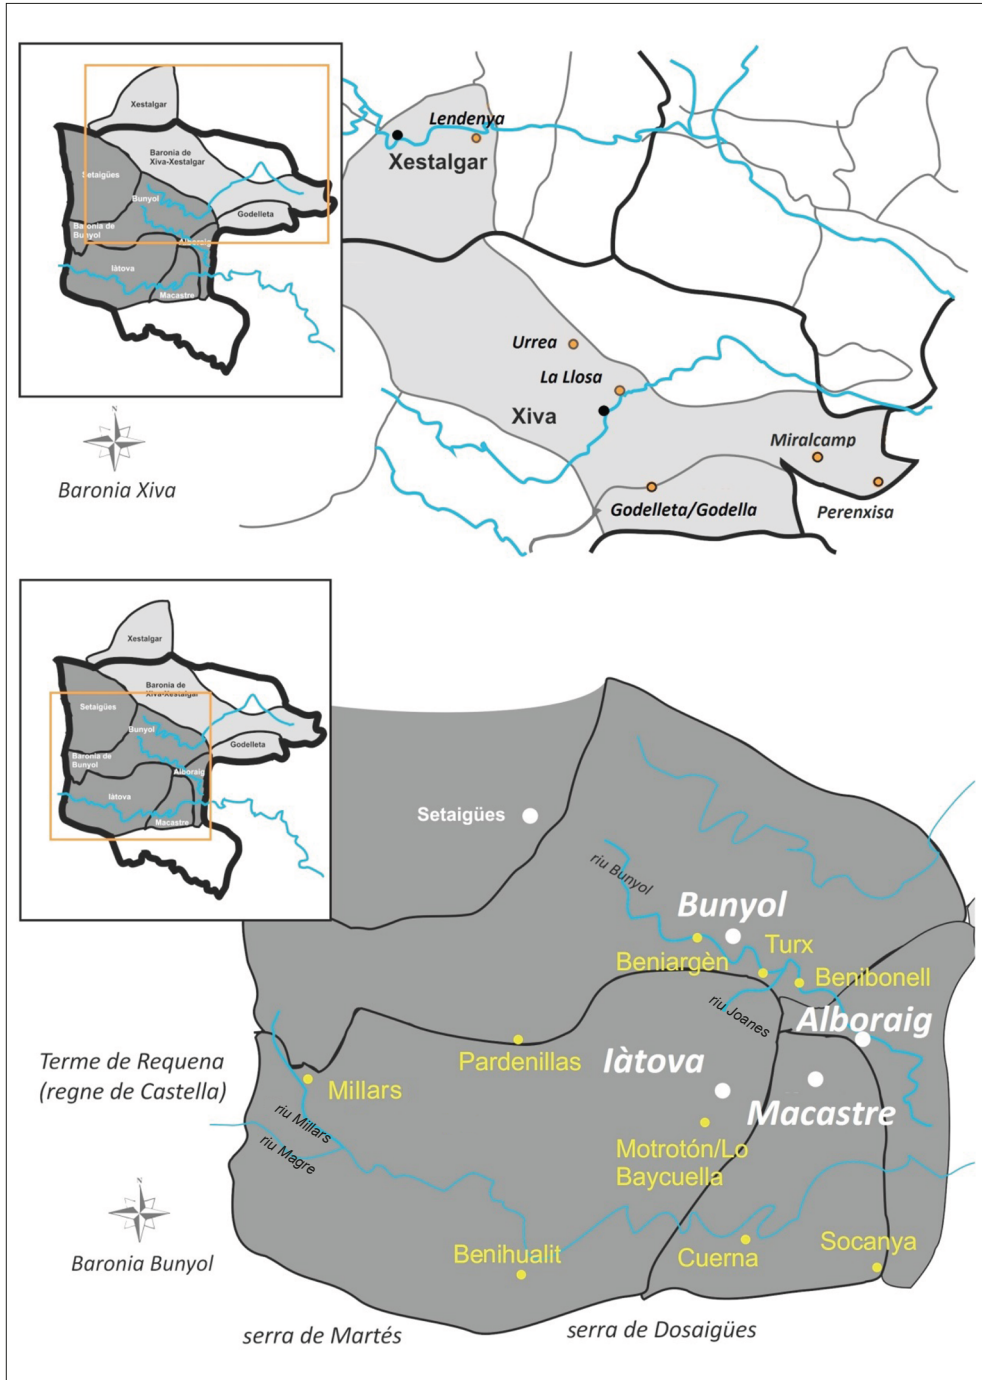 Xestalgar
Baronia de
Xiva-Xestalgar
Setaigües
Bunyol
Godelleta
Baronia de
Bunyol
Alboraig
Iàtova
Macastre
Lendenya
Xestalgar
Urrea
La Llosa
Xiva
Miralcamp
Godelleta/Godella
Perenxisa
N
Baronia Xiva
Xestalgar
Baronia de
Xiva-Xestalgar
Setaigües
Bunyol
Godelleta
Baronia de
Bunyol
Alboraig
Iàtova
Macastre
Setaigües
riu Bunyol
Bunyol
Turx
Beniargèn
Benibonell
riu Joanes
Alboraig
Terme de Requena
(regne de Castella)
Pardenillas
Iàtova
Millars
Macastre
riu Millars
riu Magre
Motrotón/Lo
Baycuella
N
Baronia Bunyol
Benihualit
Cuerna
Socanya
serra de Martés
serra de Dosaigües